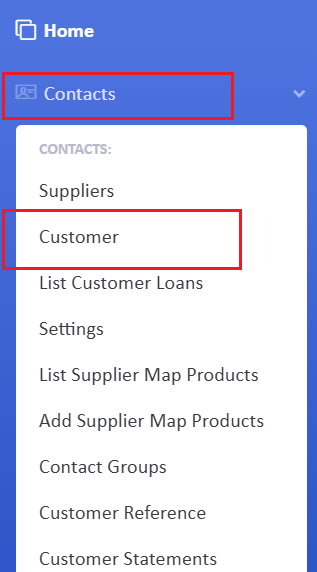 Home
Contacts
CONTACTS:
Suppliers
Customer
List Customer Loans
Settings
List Supplier Map Products
Add Supplier Map Products
Contact Groups
Customer Reference
Customer Statements